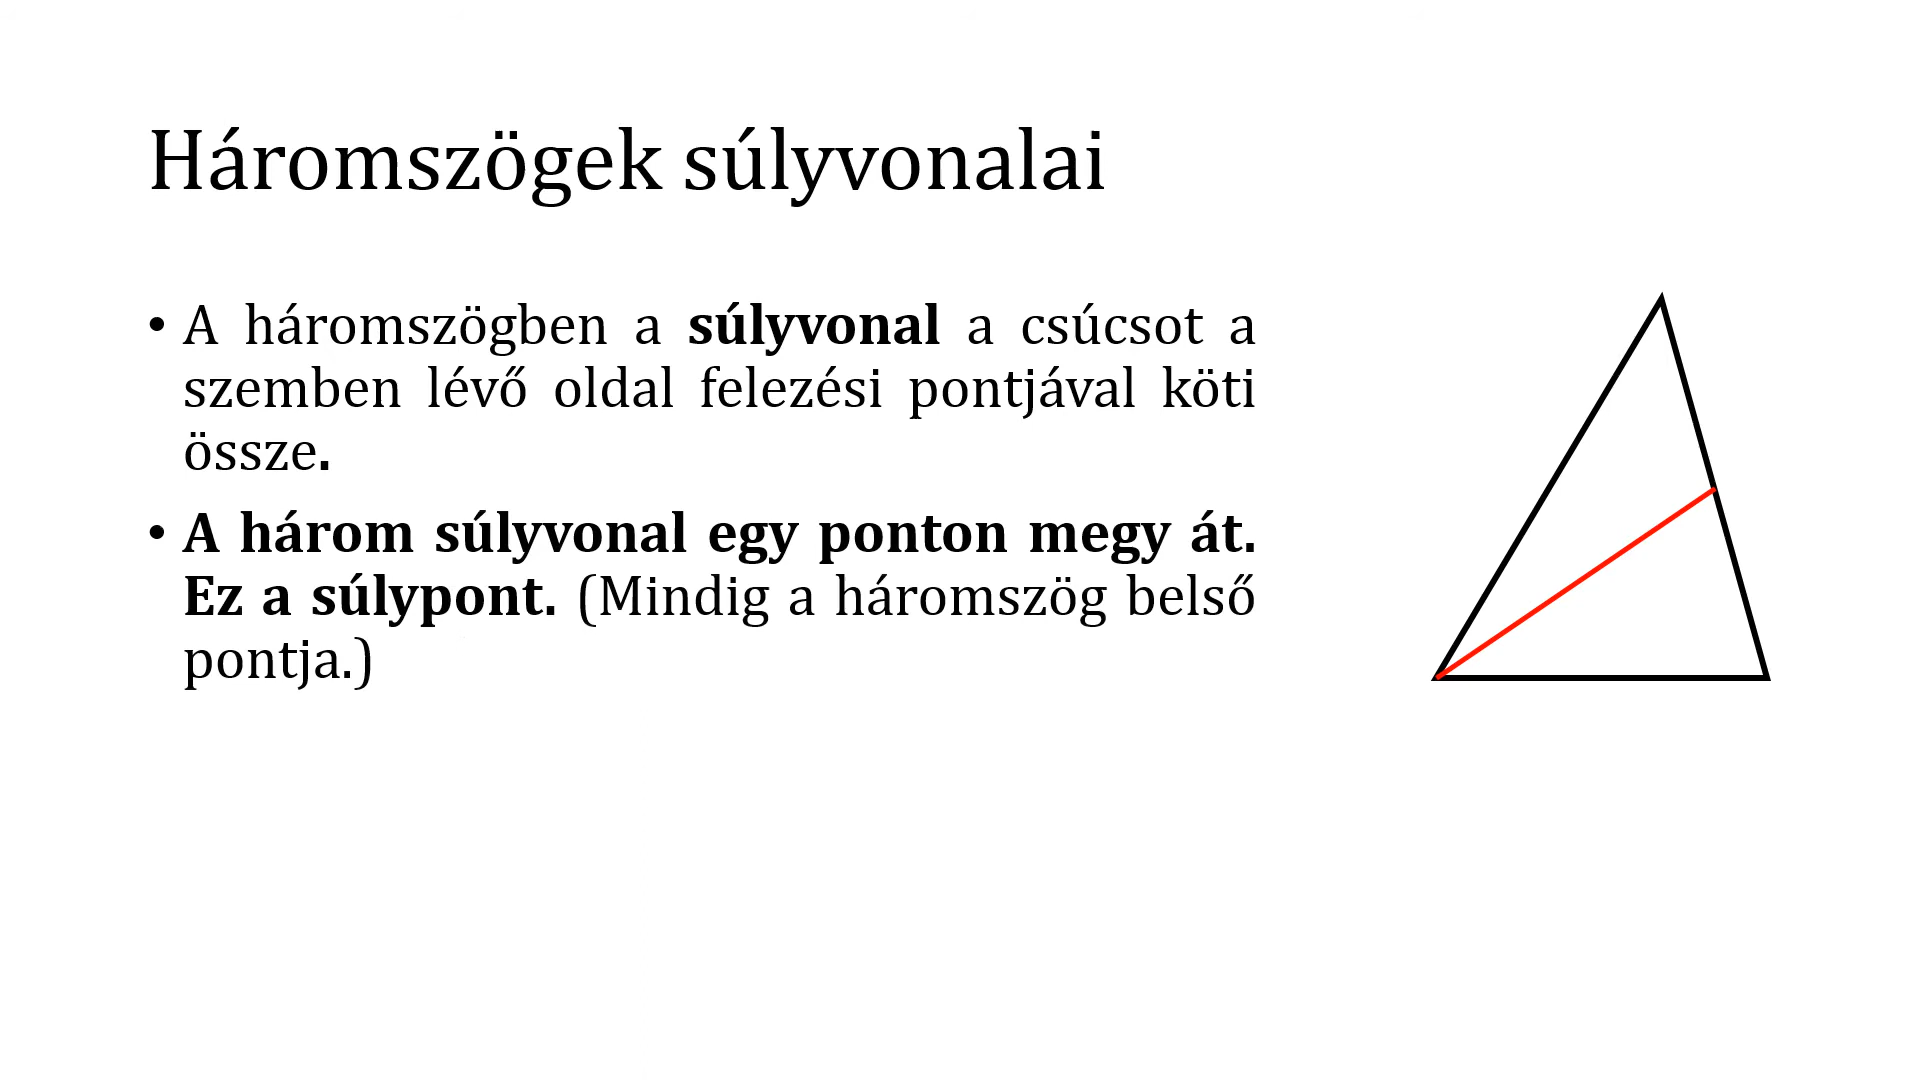 Háromszögek súlyvonalai
• A háromszögben a súlyvonal a csúcsot a
szemben lévő oldal felezési pontjával köti
össze.
• A három súlyvonal egy ponton megy át.
Ez a súlypont. (Mindig a háromszög belső
pontja.)